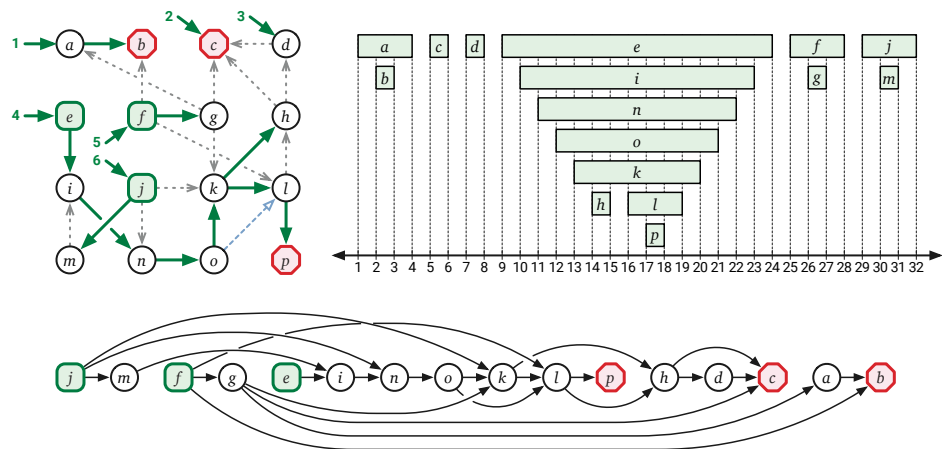 1 a b 2 c 3 d
4 e 5 f g h
6
i j k l
m n o p
a c d e f j
b i g m
n
o
k
h l
p
1 2 3 4 5 6 7 8 9 10 11 12 13 14 15 16 17 18 19 20 21 22 23 24 25 26 27 28 29 30 31 32
j m f g e i n o k l p h d c a b